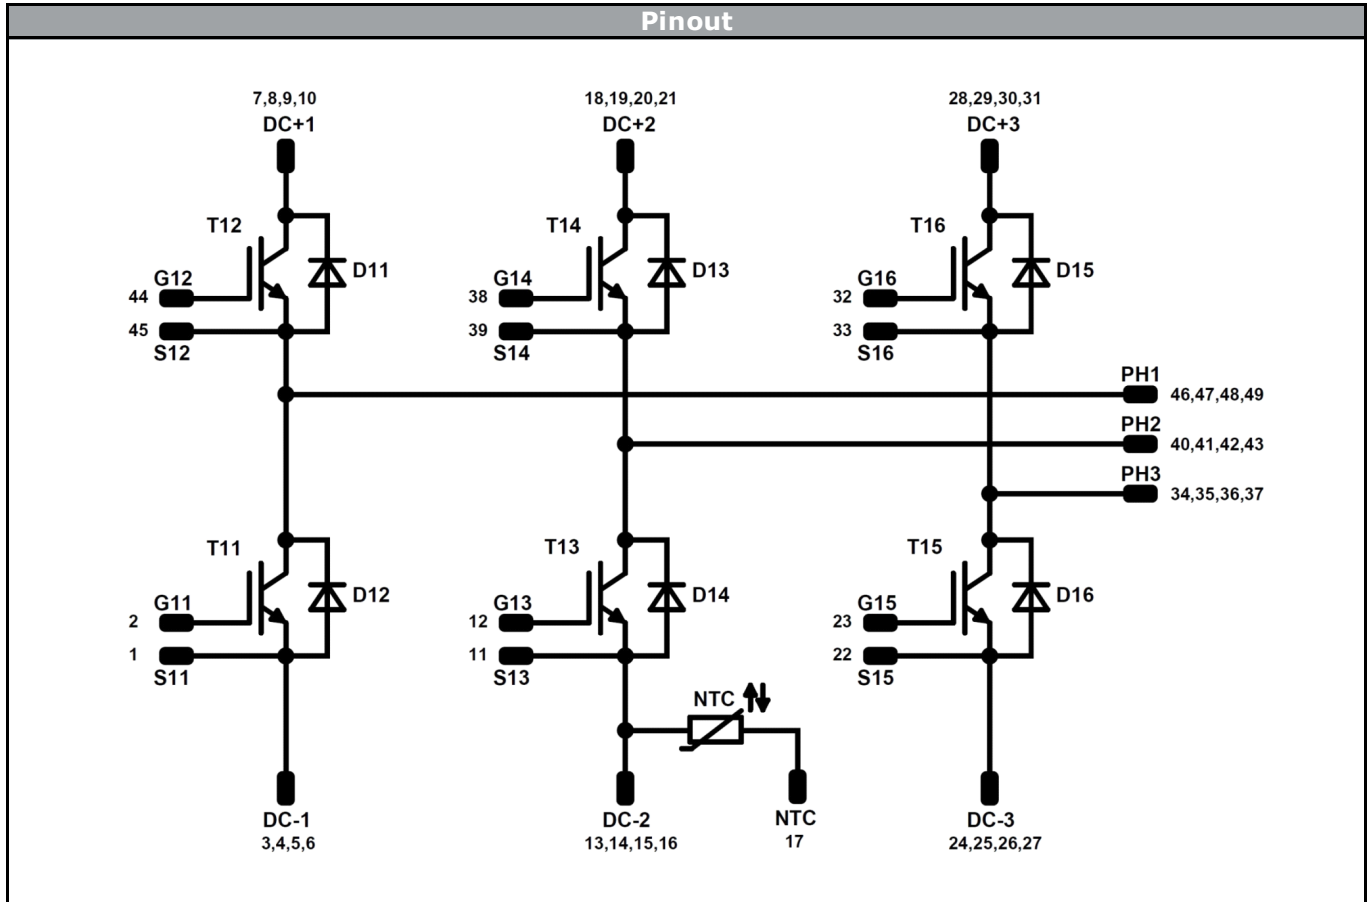 Pinout
7,8,9,10 18,19,20,21 28,29,30,31
DC+1 DC+2 DC+3
T12 T14 T16
D11 D13 D15
G12 G14 G16
44 38 32
45 39 33
S12 S14 S16
PH1
46,47,48,49
PH2
40,41,42,43
PH3
34,35,36,37
T11 T13 T15
D12 D14 D16
G11 G13 G15
2 12 23
1 11 22
S11 S13 S15
NTC
DC-1 DC-2 NTC DC-3
3,4,5,6 13,14,15,16 17 24,25,26,27